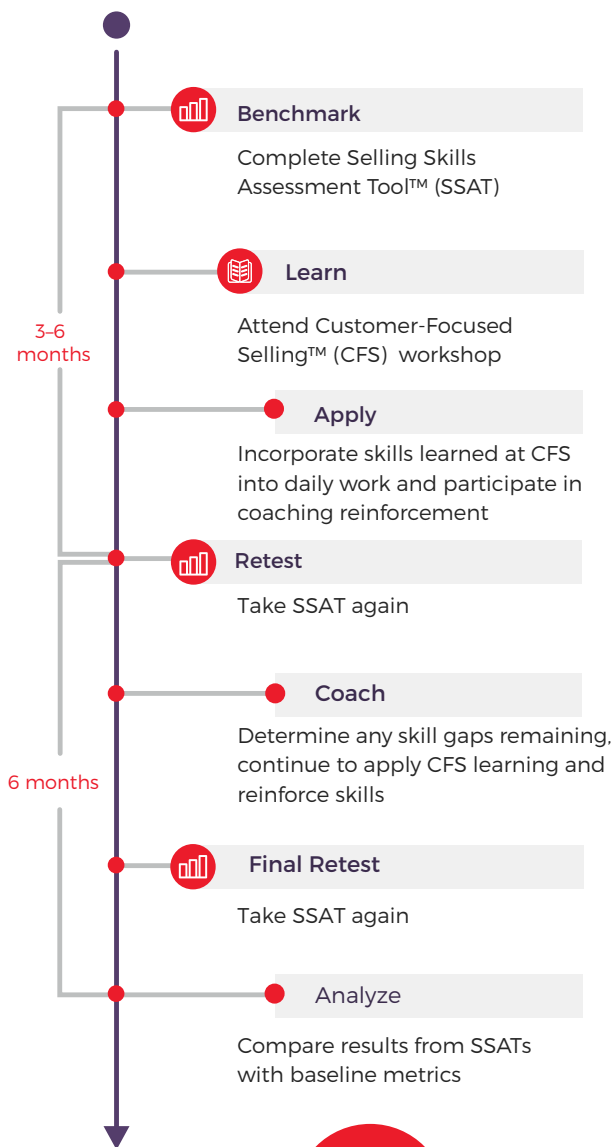 Benchmark
Complete Selling Skills
Assessment Tool™ (SSAT)
Learn
Attend Customer-Focused
Selling™ (CFS) workshop
3–6
months
Apply
Incorporate skills learned at CFS
into daily work and participate in
coaching reinforcement
Retest
Take SSAT again
Coach
Determine any skill gaps remaining,
continue to apply CFS learning and
reinforce skills
6 months
Final Retest
Take SSAT again
Analyze
Compare results from SSATs
with baseline metrics